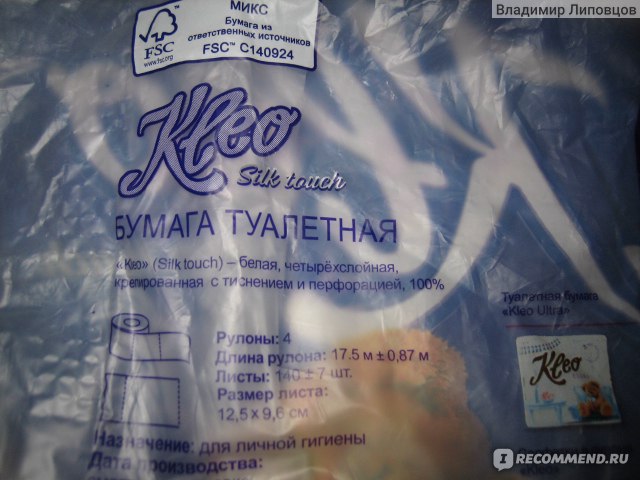 Владимир Липовцов
МИКС
Бумага из
ответственных источников
FSC™ C140924
FSC
www.fsc.org
Kleo
Silk touch
БУМАГА ТУАЛЕТНАЯ
«Kleo» (Silk touch) – белая, четырёхслойная,
крепированная с тиснением и перфорацией, 100%
Туалетная бумага
«Kleo Ultra»
Kleo
Рулоны: 4
Длина рулона: 17.5 м ± 0,87 м
Листы: 140 ± 7 шт.
Размер листа:
12,5 х 9,6 см
Назначение: для личной гигиены
Дата производства:
IRECOMMEND.RU